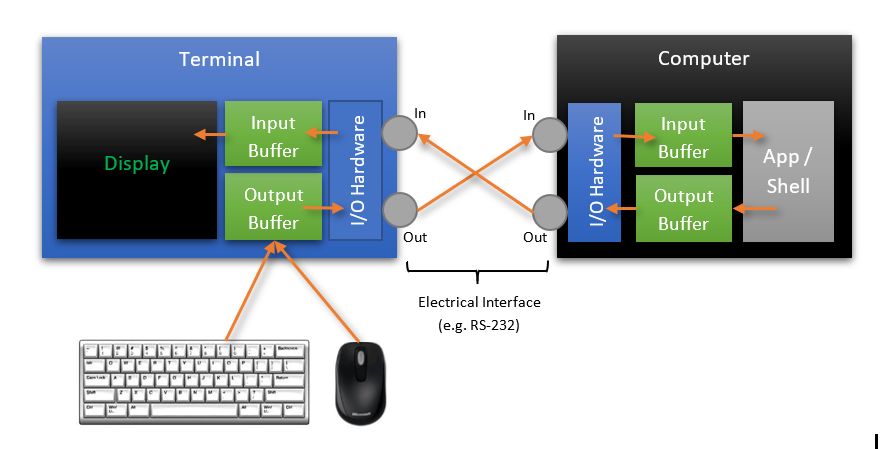 Terminal
Computer
Display
Input
Buffer
Output
Buffer
I/O Hardware
In
Out
In
Out
I/O Hardware
Input
Buffer
Output
Buffer
App /
Shell
Electrical Interface
(e.g. RS-232)